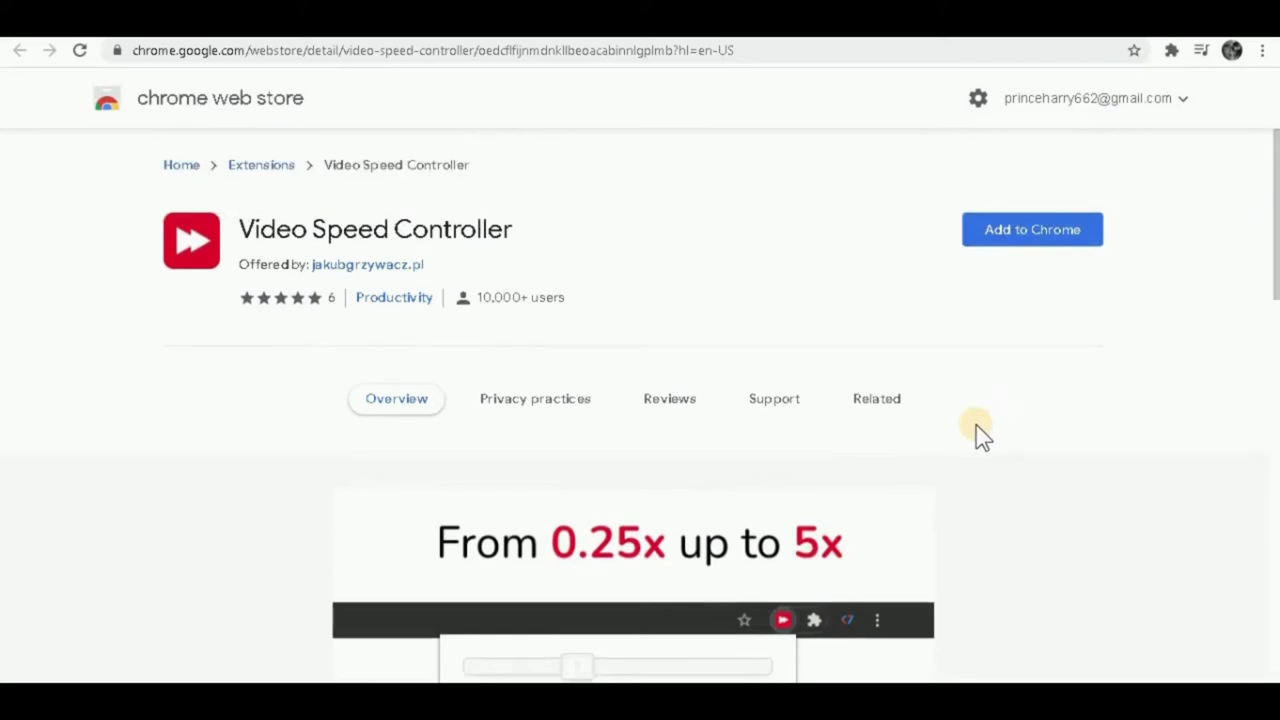 chrome.google.com/webstore/detail/video-speed-controller/oedcflfijnmdnkllbeoacabinnlgplmb?hl=en-US
chrome web store
princeharry662@gmail.com
Home > Extensions > Video Speed Controller
Video Speed Controller
Add to Chrome
Offered by: jakubgrzywacz.pl
6 | Productivity | 10,000+ users
Overview Privacy practices Reviews Support Related
From 0.25x up to 5x